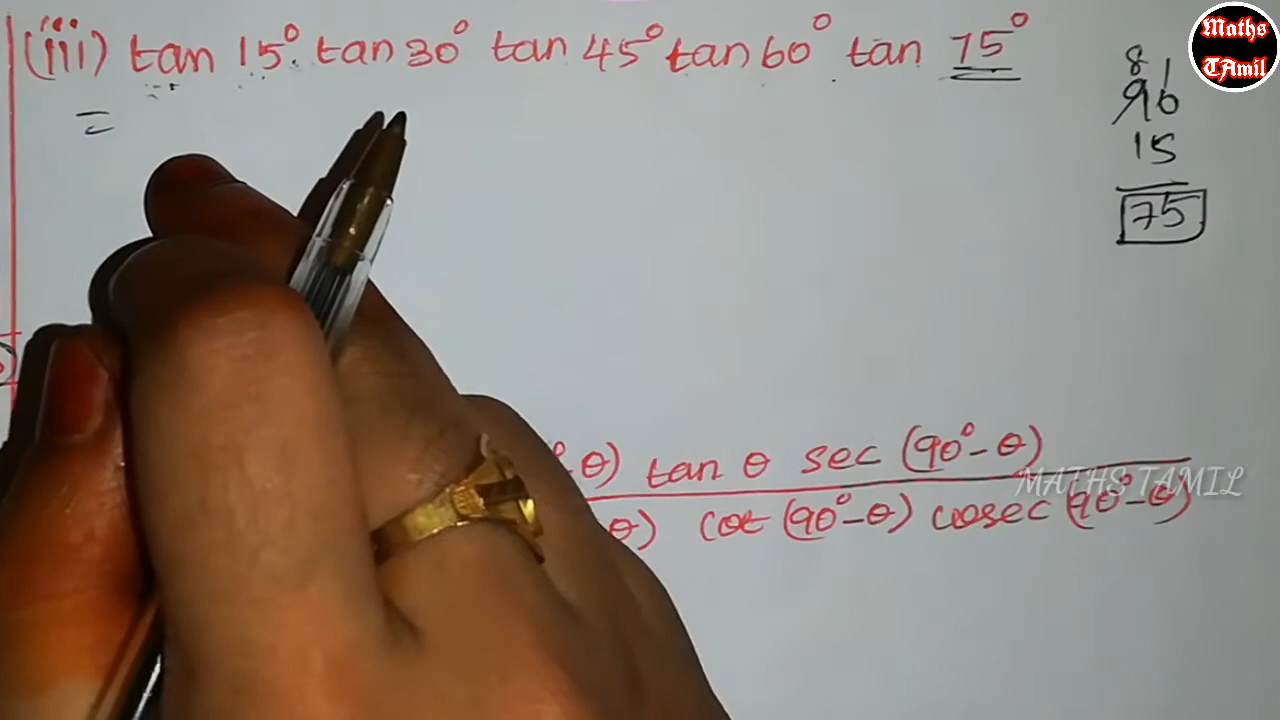 (iii) tan 15° tan 30° tan 45° tan 60° tan 75°
=
8 1
90
15
75
θ) tan θ sec (90° - θ)
θ) cot (90° - θ) cosec (90° - θ)
Maths
TAmil
MATHS TAMIL